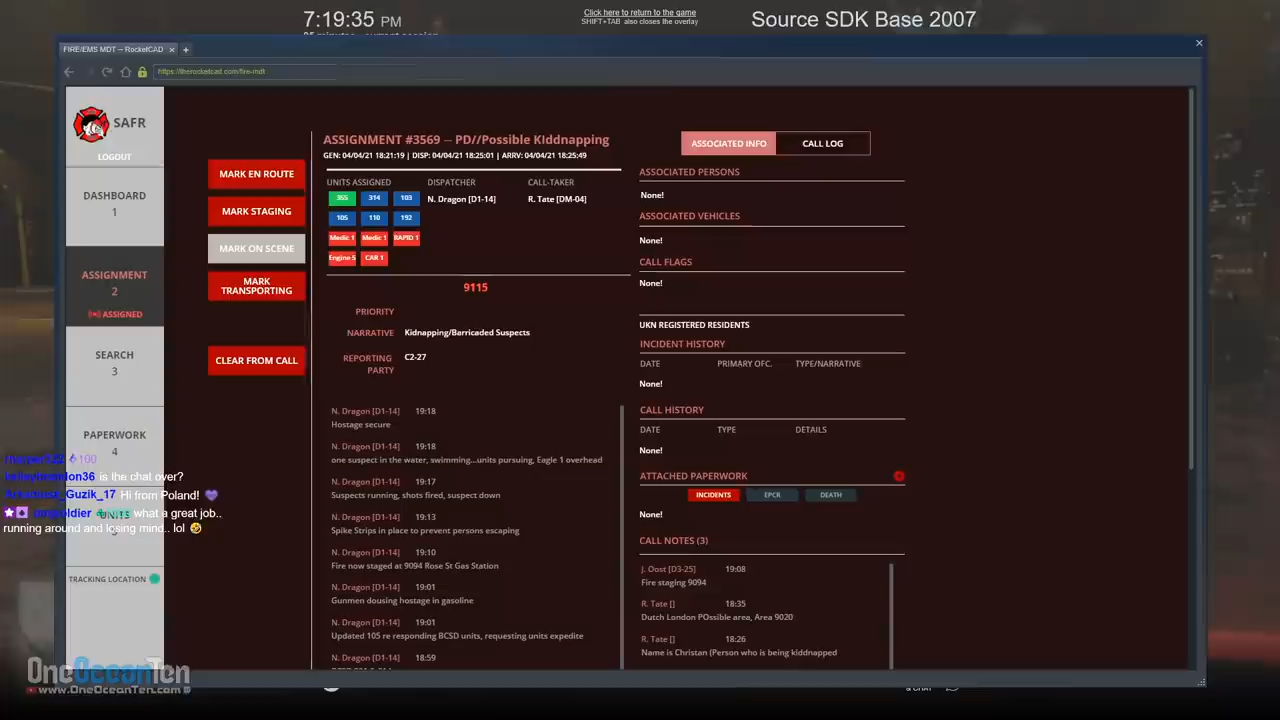 7:19:35 PM
Click here to return to the game
SHIFT+TAB also closes the overlay
Source SDK Base 2007
FIRE/EMS MDT – RocketCAD
https://therocketcad.com/fire-mdt
SAFR
LOGOUT
DASHBOARD
1
ASSIGNMENT
2
ASSIGNED
SEARCH
3
PAPERWORK
4
TRACKING LOCATION
MARK EN ROUTE
MARK STAGING
MARK ON SCENE
MARK
TRANSPORTING
CLEAR FROM CALL
ASSIGNMENT #3569 – PD//Possible KIddnapping
GEN: 04/04/21 18:21:19 | DISP: 04/04/21 18:25:01 | ARRV: 04/04/21 18:25:49
UNITS ASSIGNED
355 314 103
105 110 192
Medic 1 Medic 1 RAPID 1
Engine 5 CAR 1
DISPATCHER
N. Dragon [D1-14]
CALL-TAKER
R. Tate [DM-04]
9115
PRIORITY
NARRATIVE Kidnapping/Barricaded Suspects
REPORTING
PARTY
C2-27
N. Dragon [D1-14] 19:18
Hostage secure
N. Dragon [D1-14] 19:18
one suspect in the water, swimming...units pursuing, Eagle 1 overhead
N. Dragon [D1-14] 19:17
Suspects running, shots fired, suspect down
N. Dragon [D1-14] 19:13
Spike Strips in place to prevent persons escaping
N. Dragon [D1-14] 19:10
Fire now staged at 9094 Rose St Gas Station
N. Dragon [D1-14] 19:01
Gunmen dousing hostage in gasoline
N. Dragon [D1-14] 19:01
Updated 105 re responding BCSD units, requesting units expedite
N. Dragon [D1-14] 18:59
ASSOCIATED INFO
CALL LOG
ASSOCIATED PERSONS
None!
ASSOCIATED VEHICLES
None!
CALL FLAGS
None!
UKN REGISTERED RESIDENTS
INCIDENT HISTORY
DATE PRIMARY OFC. TYPE/NARRATIVE
None!
CALL HISTORY
DATE TYPE DETAILS
None!
ATTACHED PAPERWORK
INCIDENTS EPCR DEATH
None!
CALL NOTES (3)
J. Oost [D3-25] 19:08
Fire staging 9094
R. Tate [] 18:35
Dutch London POssible area, Area 9020
R. Tate [] 18:26
Name is Christan (Person who is being kiddnapped
100
is the chat over?
Hi from Poland!
what a great job..
running around and losing mind.. lol
OneOceanTen
www.OneOceanTen.com
& CHAT